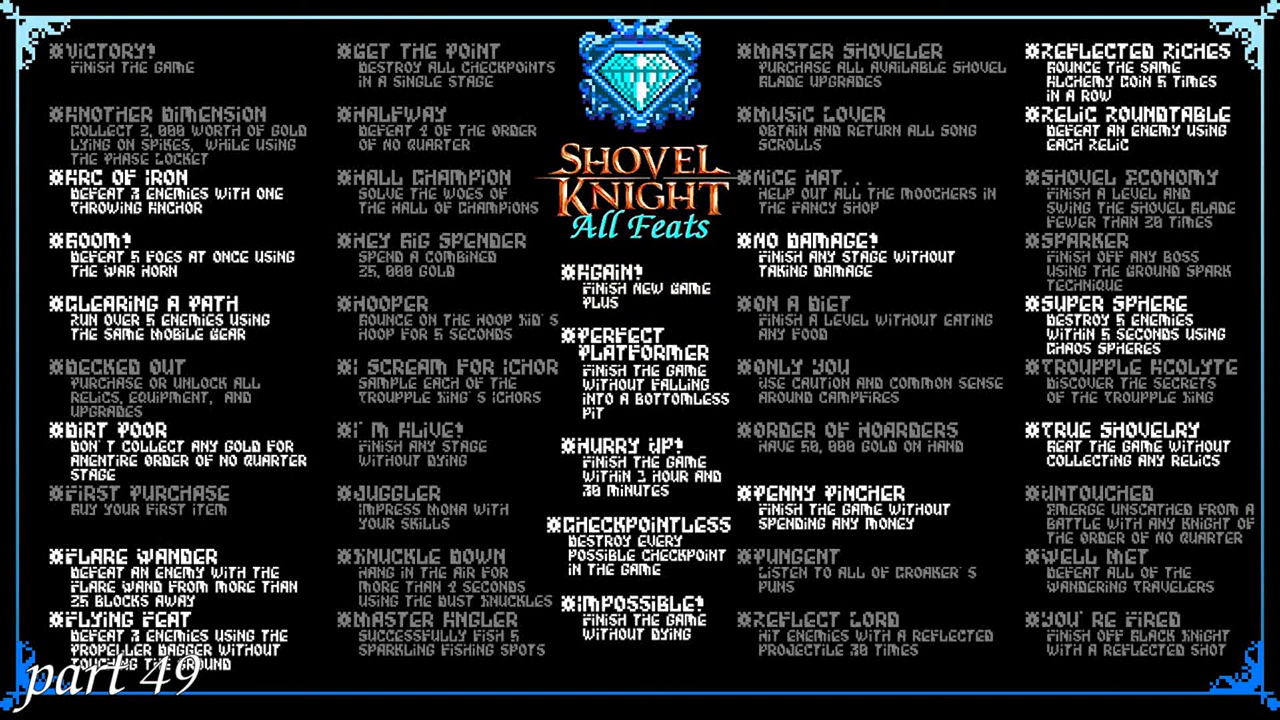 VICTORY!
FINISH THE GAME
ANOTHER DIMENSION
COLLECT 2,000 WORTH OF GOLD
LYING ON SPIKES, WHILE USING
THE PHASE LOCKET
ARC OF IRON
DEFEAT 3 ENEMIES WITH ONE
THROWING ANCHOR
BOOM!
DEFEAT 5 FOES AT ONCE USING
THE WAR HORN
CLEARING A PATH
RUN OVER 5 ENEMIES USING
THE SAME MOBILE GEAR
DECKED OUT
PURCHASE OR UNLOCK ALL
RELICS, EQUIPMENT, AND
UPGRADES
DIRT POOR
DON'T COLLECT ANY GOLD FOR
ANENTIRE ORDER OF NO QUARTER
STAGE
FIRST PURCHASE
BUY YOUR FIRST ITEM
FLARE WANDER
DEFEAT AN ENEMY WITH THE
FLARE WAND FROM MORE THAN
25 BLOCKS AWAY
FLYING FEAT
DEFEAT 3 ENEMIES USING THE
PROPELLER DAGGER WITHOUT
TOUCHING THE GROUND
part 49
GET THE POINT
DESTROY ALL CHECKPOINTS
IN A SINGLE STAGE
HALFWAY
DEFEAT 4 OF THE ORDER
OF NO QUARTER
HALL CHAMPION
SOLVE THE WOES OF
THE HALL OF CHAMPIONS
HEY BIG SPENDER
SPEND A COMBINED
25,000 GOLD
HOOPER
BOUNCE ON THE HOOP KID'S
HOOP FOR 5 SECONDS
I SCREAM FOR ICHOR
SAMPLE EACH OF THE
TROUPPLE KING'S ICHORS
I'M ALIVE!
FINISH ANY STAGE
WITHOUT DYING
JUGGLER
IMPRESS MONA WITH
YOUR SKILLS
KNUCKLE DOWN
HANG IN THE AIR FOR
MORE THAN 4 SECONDS
USING THE DUST KNUCKLES
MASTER ANGLER
SUCCESSFULLY FISH 5
SPARKLING FISHING SPOTS
SHOVEL
KNIGHT
All Feats
AGAIN!
FINISH NEW GAME
PLUS
PERFECT
PLATFORMER
FINISH THE GAME
WITHOUT FALLING
INTO A BOTTOMLESS
PIT
HURRY UP!
FINISH THE GAME
WITHIN 1 HOUR AND
30 MINUTES
CHECKPOINTLESS
DESTROY EVERY
POSSIBLE CHECKPOINT
IN THE GAME
IMPOSSIBLE!
FINISH THE GAME
WITHOUT DYING
MASTER SHOVELER
PURCHASE ALL AVAILABLE SHOVEL
BLADE UPGRADES
MUSIC LOVER
OBTAIN AND RETURN ALL SONG
SCROLLS
NICE HAT...
HELP OUT ALL THE MOOCHERS IN
THE FANCY SHOP
NO DAMAGE!
FINISH ANY STAGE WITHOUT
TAKING DAMAGE
ON A DIET
FINISH A LEVEL WITHOUT EATING
ANY FOOD
ONLY YOU
USE CAUTION AND COMMON SENSE
AROUND CAMPFIRES
ORDER OF HOARDERS
HAVE 50,000 GOLD ON HAND
PENNY PINCHER
FINISH THE GAME WITHOUT
SPENDING ANY MONEY
PUNGENT
LISTEN TO ALL OF CROAKER'S
PUNS
REFLECT LORD
HIT ENEMIES WITH A REFLECTED
PROJECTILE 30 TIMES
REFLECTED RICHES
BOUNCE THE SAME
ALCHEMY COIN 5 TIMES
IN A ROW
RELIC ROUNDTABLE
DEFEAT AN ENEMY USING
EACH RELIC
SHOVEL ECONOMY
FINISH A LEVEL AND
SWING THE SHOVEL BLADE
FEWER THAN 20 TIMES
SPARKER
FINISH OFF ANY BOSS
USING THE GROUND SPARK
TECHNIQUE
SUPER SPHERE
DESTROY 5 ENEMIES
WITHIN 5 SECONDS USING
CHAOS SPHERES
TROUPPLE ACOLYTE
DISCOVER THE SECRETS
OF THE TROUPPLE KING
TRUE SHOVELRY
BEAT THE GAME WITHOUT
COLLECTING ANY RELICS
UNTOUCHED
EMERGE UNSCATHED FROM A
BATTLE WITH ANY KNIGHT OF
THE ORDER OF NO QUARTER
WELL MET
DEFEAT ALL OF THE
WANDERING TRAVELERS
YOU'RE FIRED
FINISH OFF BLACK KNIGHT
WITH A REFLECTED SHOT